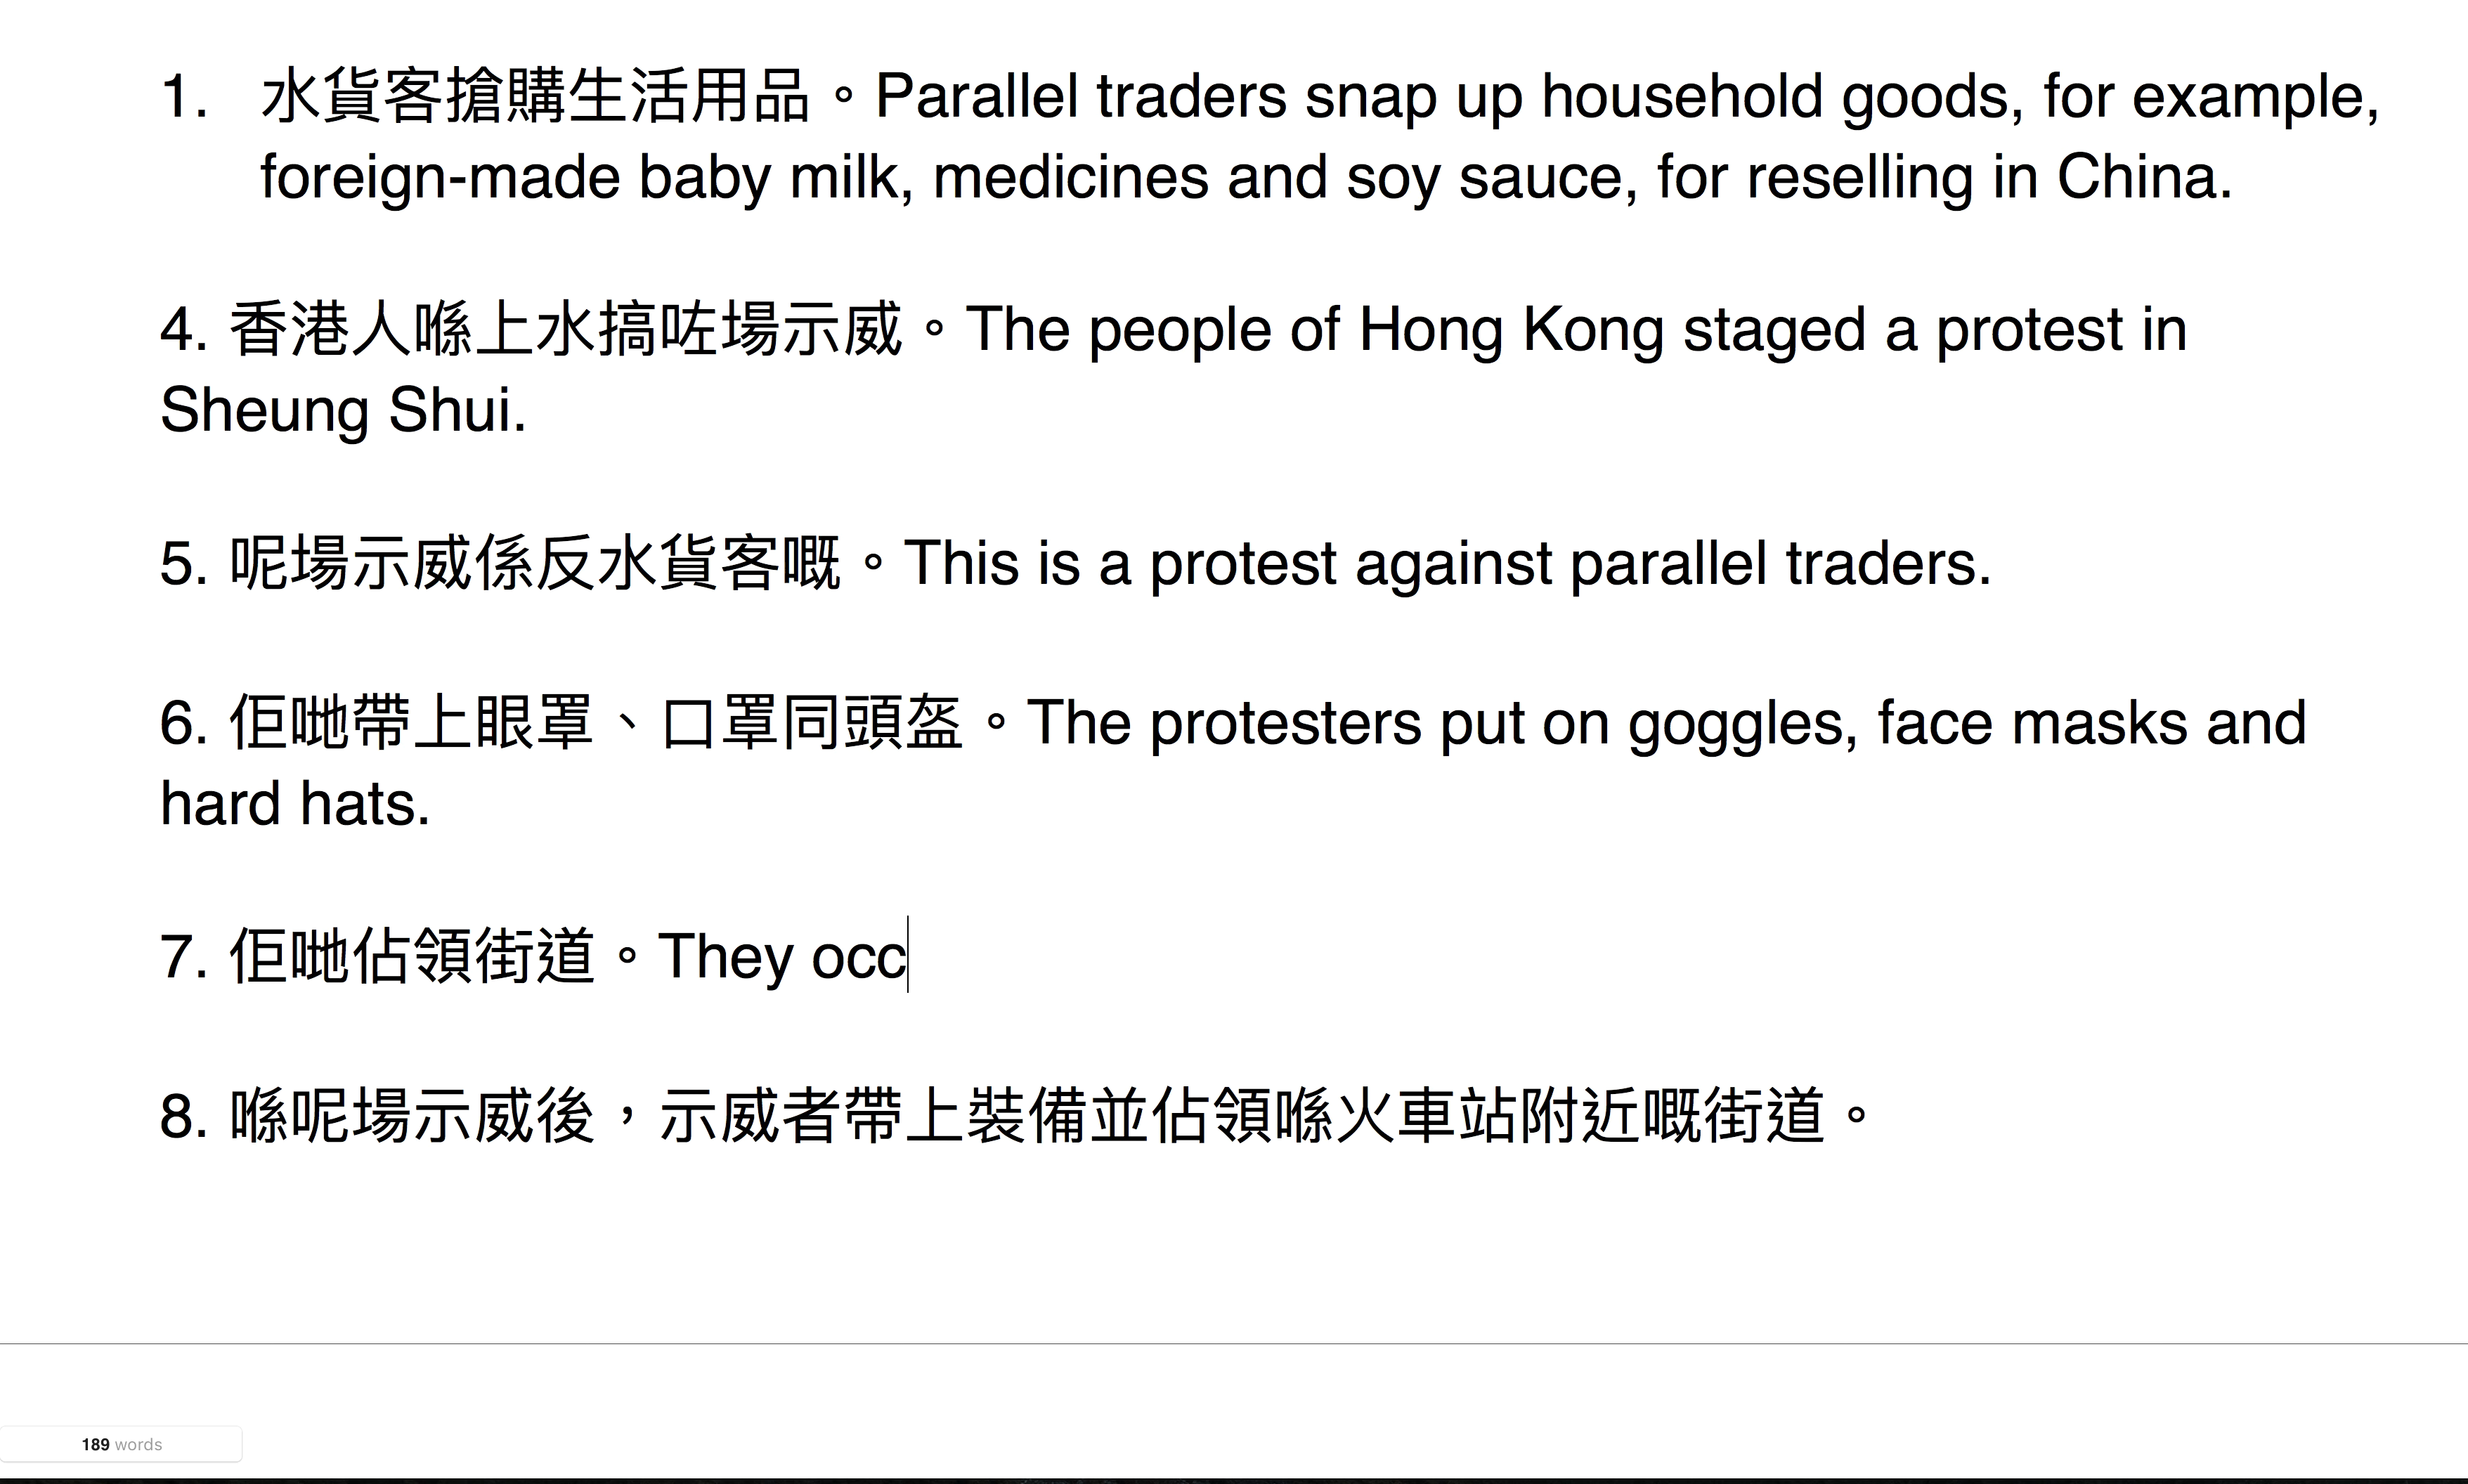 1. 水貨客搶購生活用品。Parallel traders snap up household goods, for example,
foreign-made baby milk, medicines and soy sauce, for reselling in China.
4. 香港人喺上水搞咗場示威。The people of Hong Kong staged a protest in
Sheung Shui.
5. 呢場示威係反水貨客嘅。This is a protest against parallel traders.
6. 佢哋帶上眼罩、口罩同頭盔。The protesters put on goggles, face masks and
hard hats.
7. 佢哋佔領街道。They occ
8. 喺呢場示威後，示威者帶上裝備並佔領喺火車站附近嘅街道。
189 words